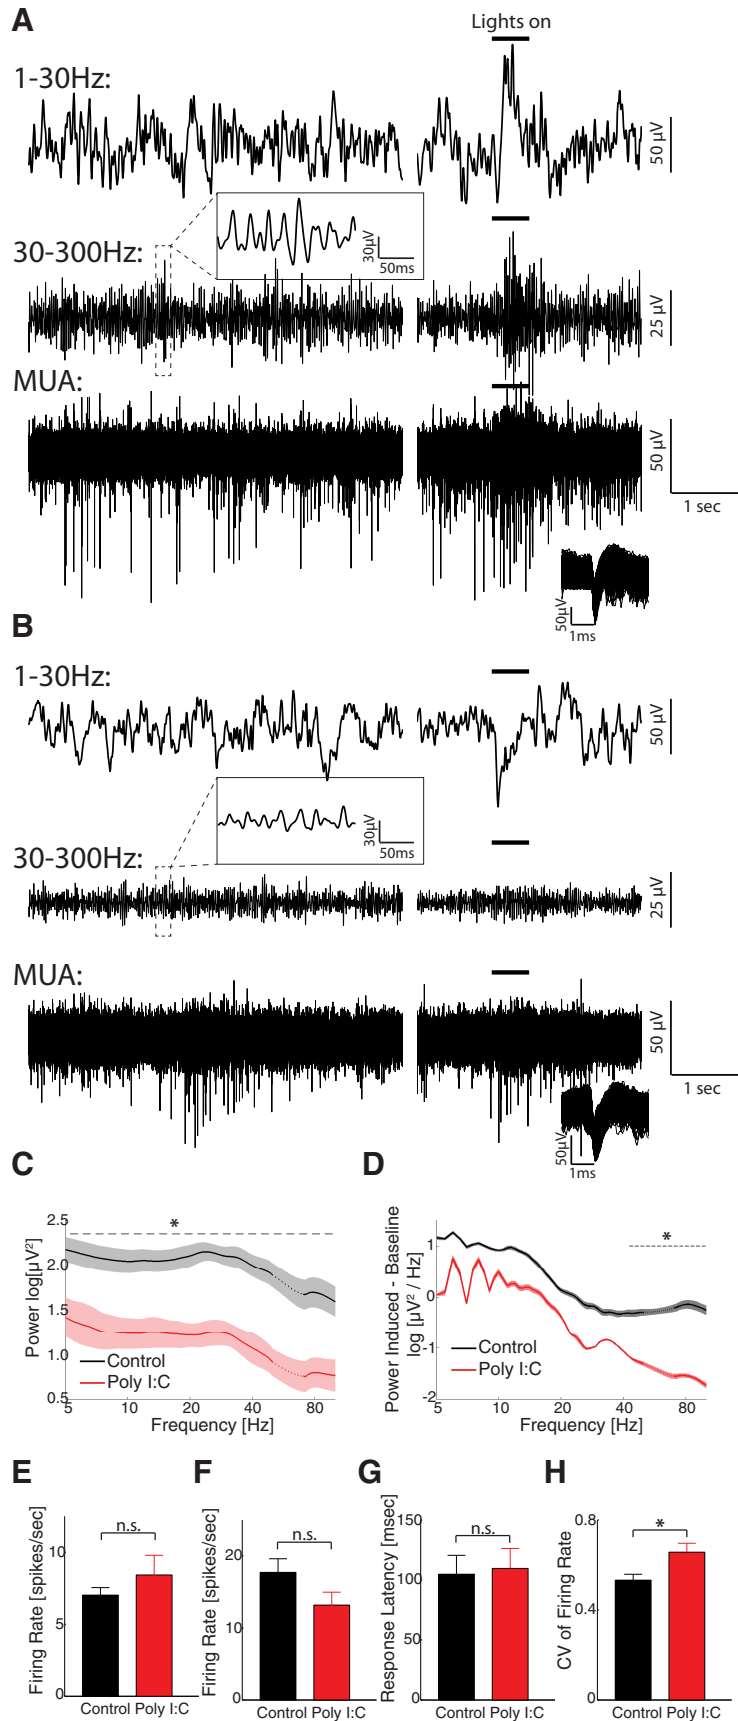 A
Lights on
1-30Hz:
50 µV
30-300Hz:
30µV
50ms
25 µV
MUA:
50 µV
1 sec
50µV
1ms
B
1-30Hz:
50 µV
30µV
50ms
30-300Hz:
25 µV
MUA:
50 µV
1 sec
50µV
1ms
C
D
Power log[µV²]
2.5
2.0
1.5
1.0
0.5
*
Control
Poly I:C
5 10 20 40 80
Frequency [Hz]
Power Induced - Baseline
log [µV² / Hz]
1
0
-1
-2
*
Control
Poly I:C
5 10 20 40 80
Frequency [Hz]
E
F
G
H
Firing Rate [spikes/sec]
10
5
0
n.s.
Control Poly I:C
Firing Rate [spikes/sec]
20
10
0
n.s.
Control Poly I:C
Response Latency [msec]
150
100
50
0
n.s.
Control Poly I:C
CV of Firing Rate
0.8
0.4
0
*
Control Poly I:C